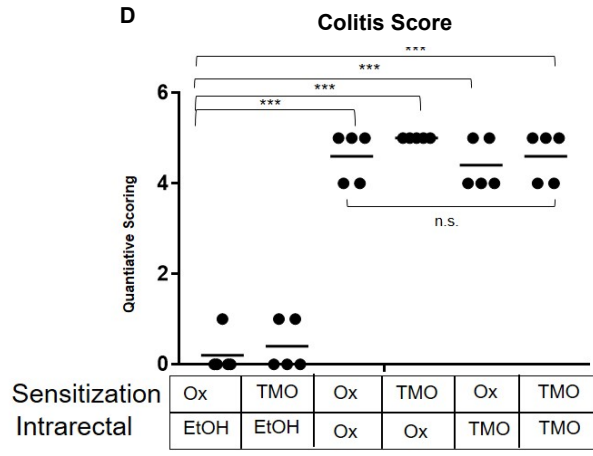 D
Colitis Score
***
***
***
***
6
4
2
0
Quantiative Scoring
n.s.
Sensitization Ox TMO Ox TMO Ox TMO
Intrarectal EtOH EtOH Ox Ox TMO TMO